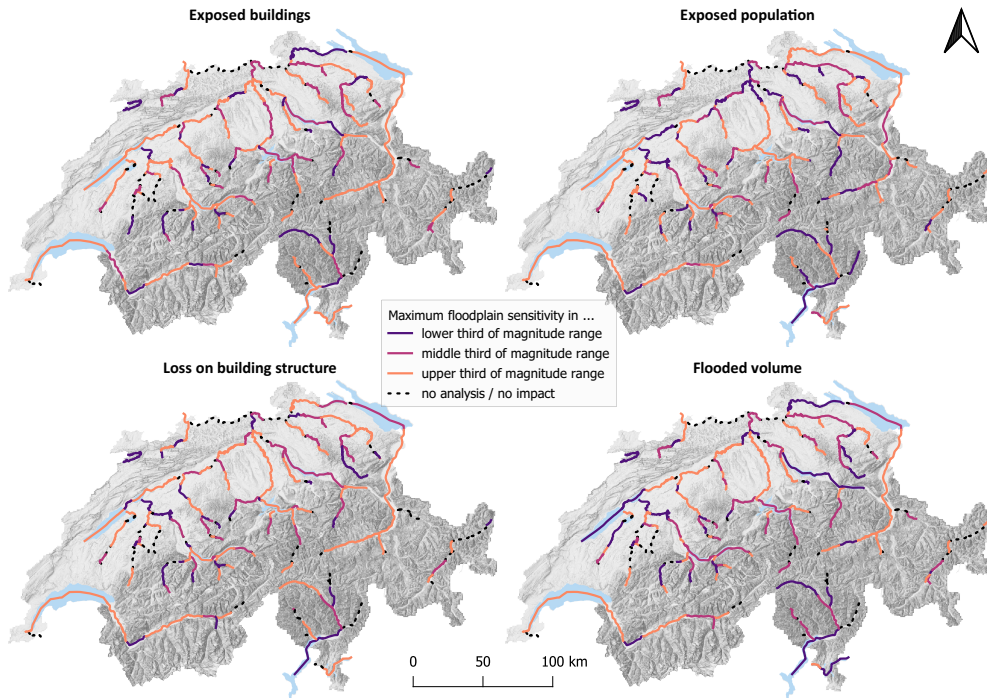 Exposed buildings
Exposed population
Maximum floodplain sensitivity in ...
lower third of magnitude range
middle third of magnitude range
upper third of magnitude range
no analysis / no impact
Loss on building structure
Flooded volume
0 50 100 km